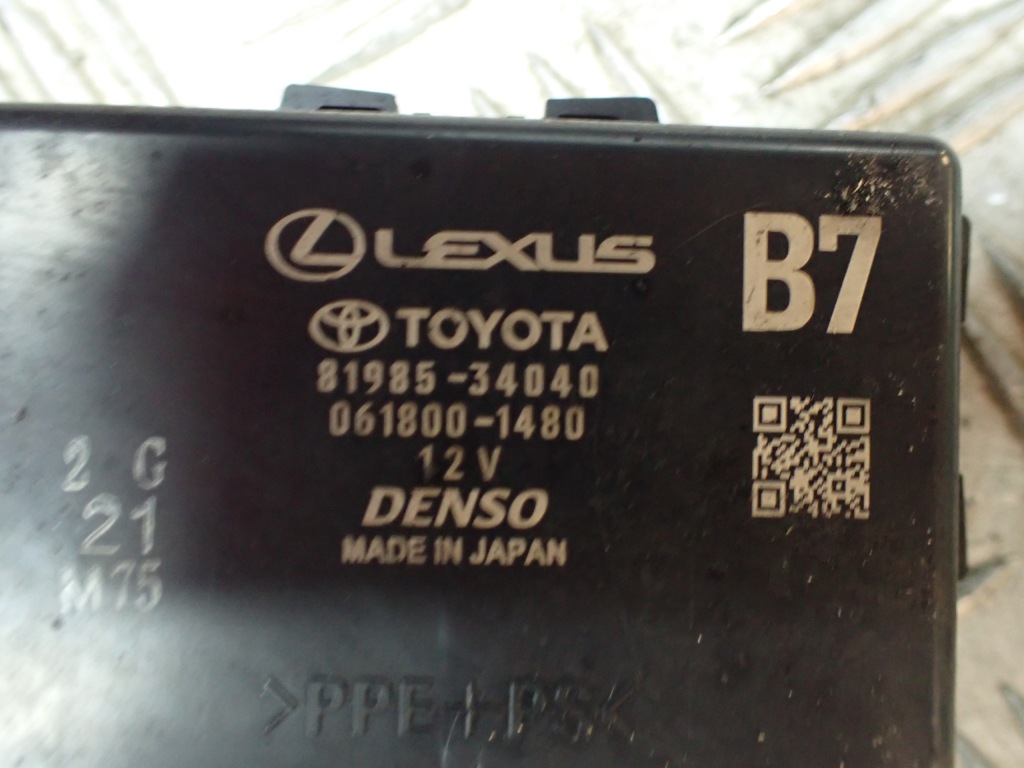 LEXUS
B7
TOYOTA
81985-34040
061800-1480
12V
DENSO
MADE IN JAPAN
2 G
21
M75
>PPE+PS<